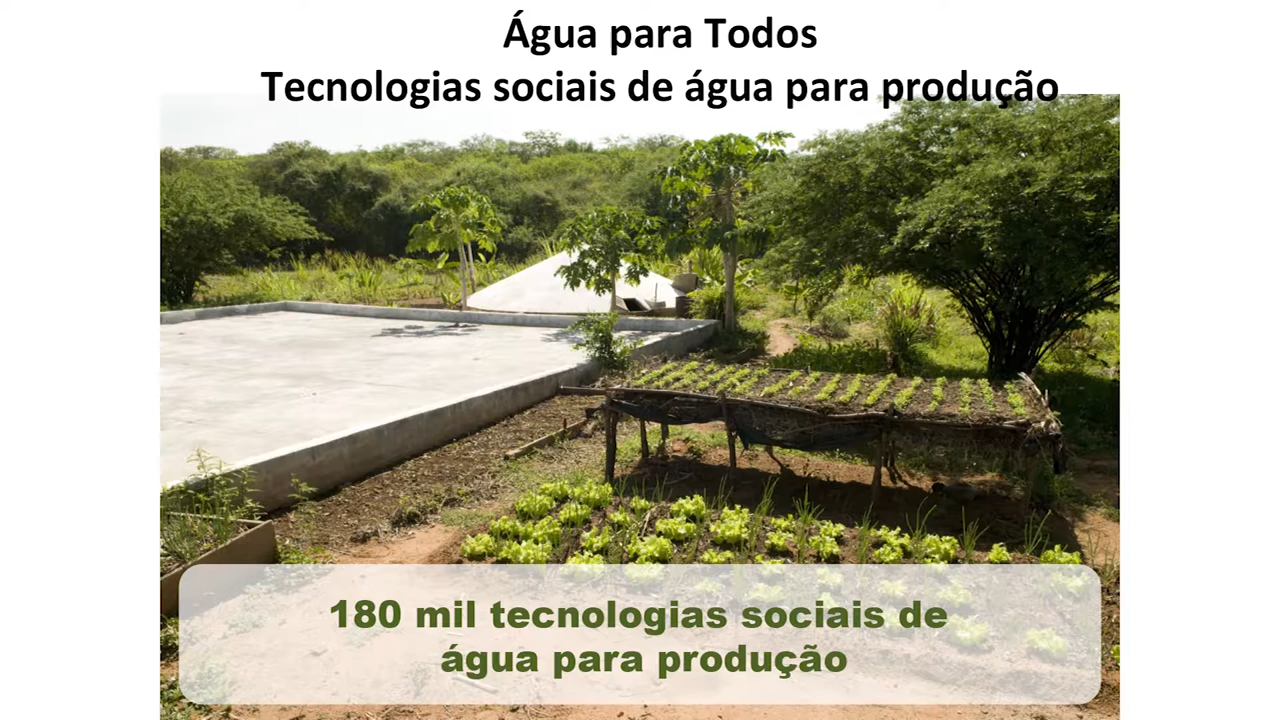 Água para Todos
Tecnologias sociais de água para produção
180 mil tecnologias sociais de
água para produção